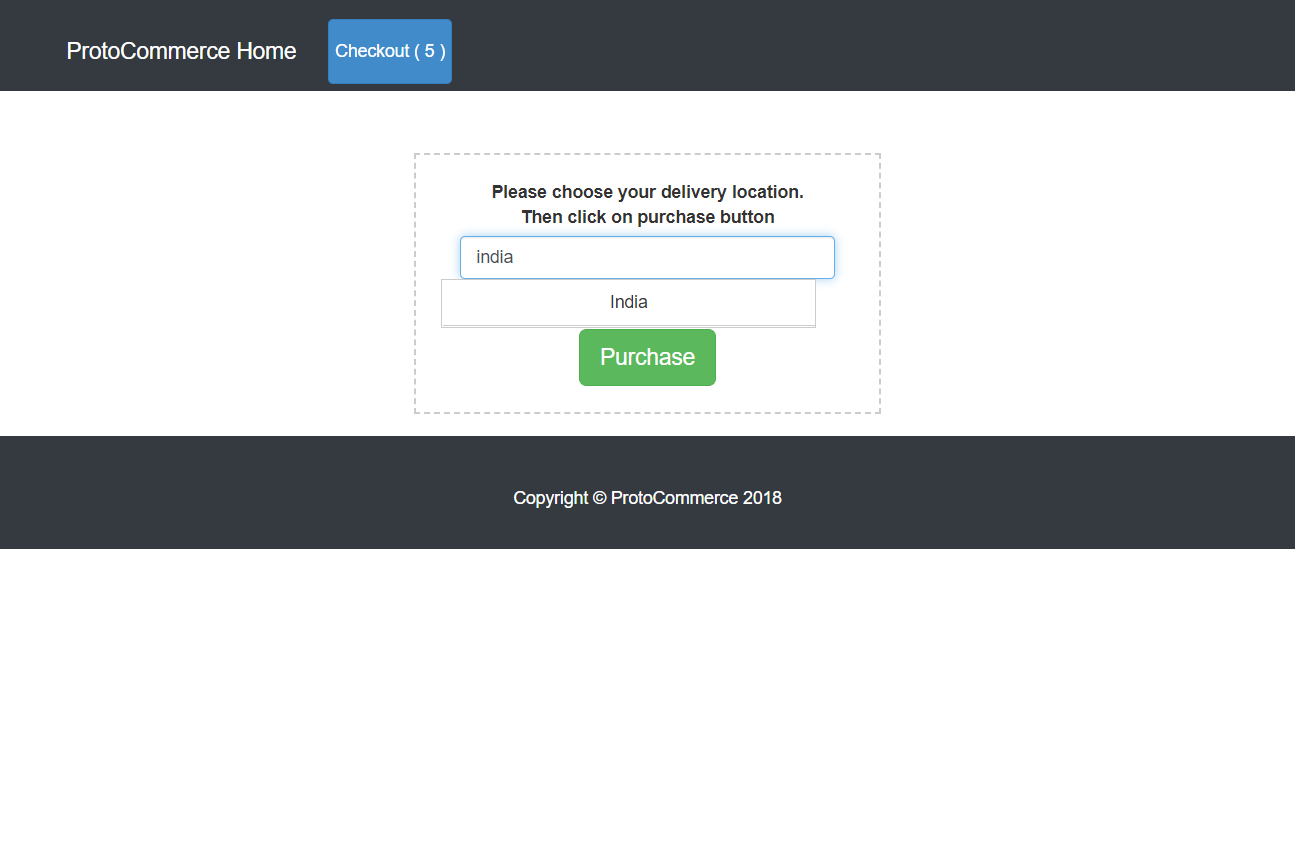 ProtoCommerce Home
Checkout ( 5 )
Please choose your delivery location.
Then click on purchase button
india
India
Purchase
Copyright © ProtoCommerce 2018